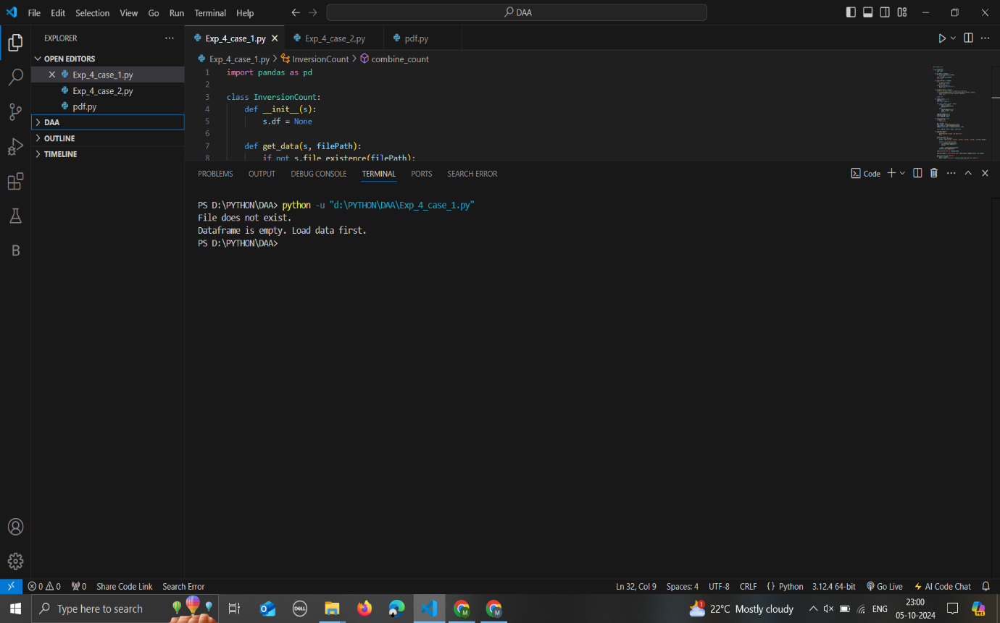 File Edit Selection View Go Run Terminal Help
DAA
EXPLORER
OPEN EDITORS
Exp_4_case_1.py
Exp_4_case_2,py
pdf.py
DAA
OUTLINE
TIMELINE
Exp_4_case_1.py Exp_4_case_2,py pdf.py
Exp_4_case_1.py > InversionCount > combine_count
1 import pandas as pd
2
3 class InversionCount:
4 def __init__(s):
5 s.df = None
6
7 def get_data(s, filePath):
8 if not s.file_existence(filePath):
PROBLEMS OUTPUT DEBUG CONSOLE TERMINAL PORTS SEARCH ERROR
Code
PS D:\PYTHON\DAA> python -u "d:\PYTHON\DAA\Exp_4_case_1.py"
File does not exist.
Dataframe is empty. Load data first.
PS D:\PYTHON\DAA>
B
0 0 0 Share Code Link Search Error
Ln 32, Col 9 Spaces: 4 UTF-8 CRLF {} Python 3.12.4 64-bit Go Live AI Code Chat
Type here to search
DELL
M
M
1
22°C Mostly cloudy
ENG
23:00
05-10-2024
PRE